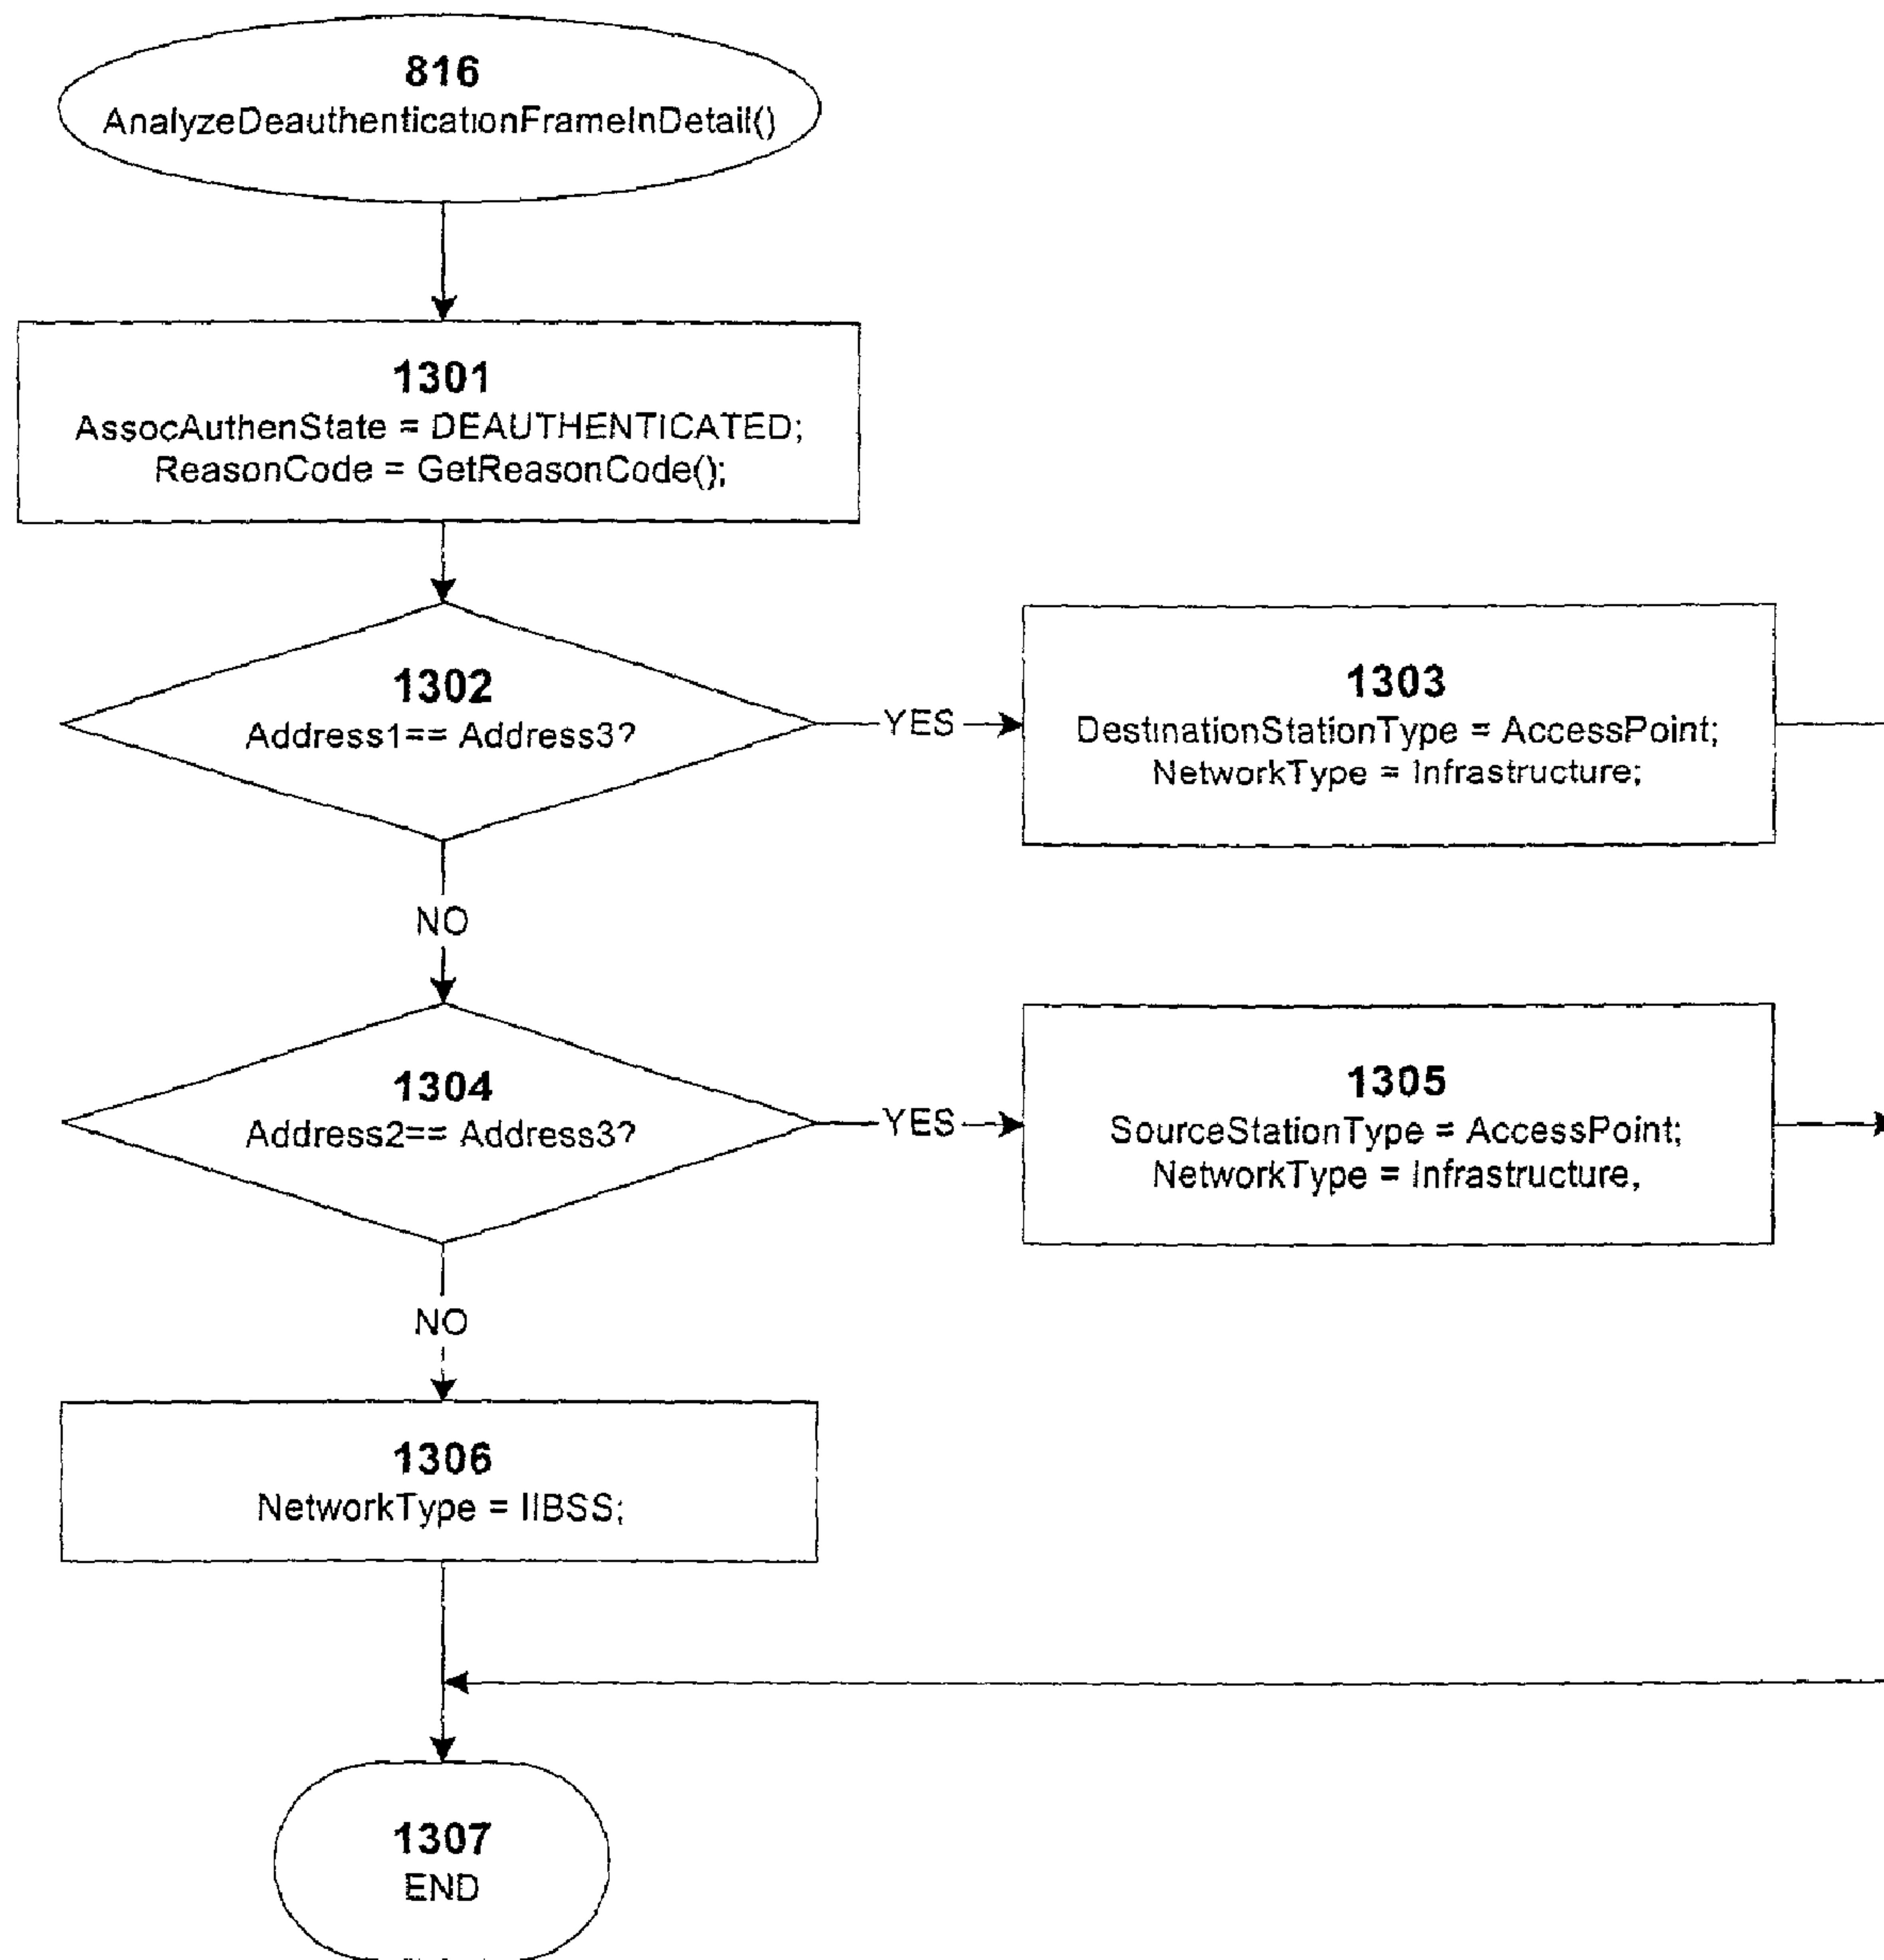 816
AnalyzeDeauthenticationFrameInDetail()
1301
AssocAuthenState = DEAUTHENTICATED;
ReasonCode = GetReasonCode();
1302
Address1== Address3?
YES
1303
DestinationStationType = AccessPoint;
NetworkType = Infrastructure;
NO
1304
Address2== Address3?
YES
1305
SourceStationType = AccessPoint;
NetworkType = Infrastructure,
NO
1306
NetworkType = IIBSS;
1307
END